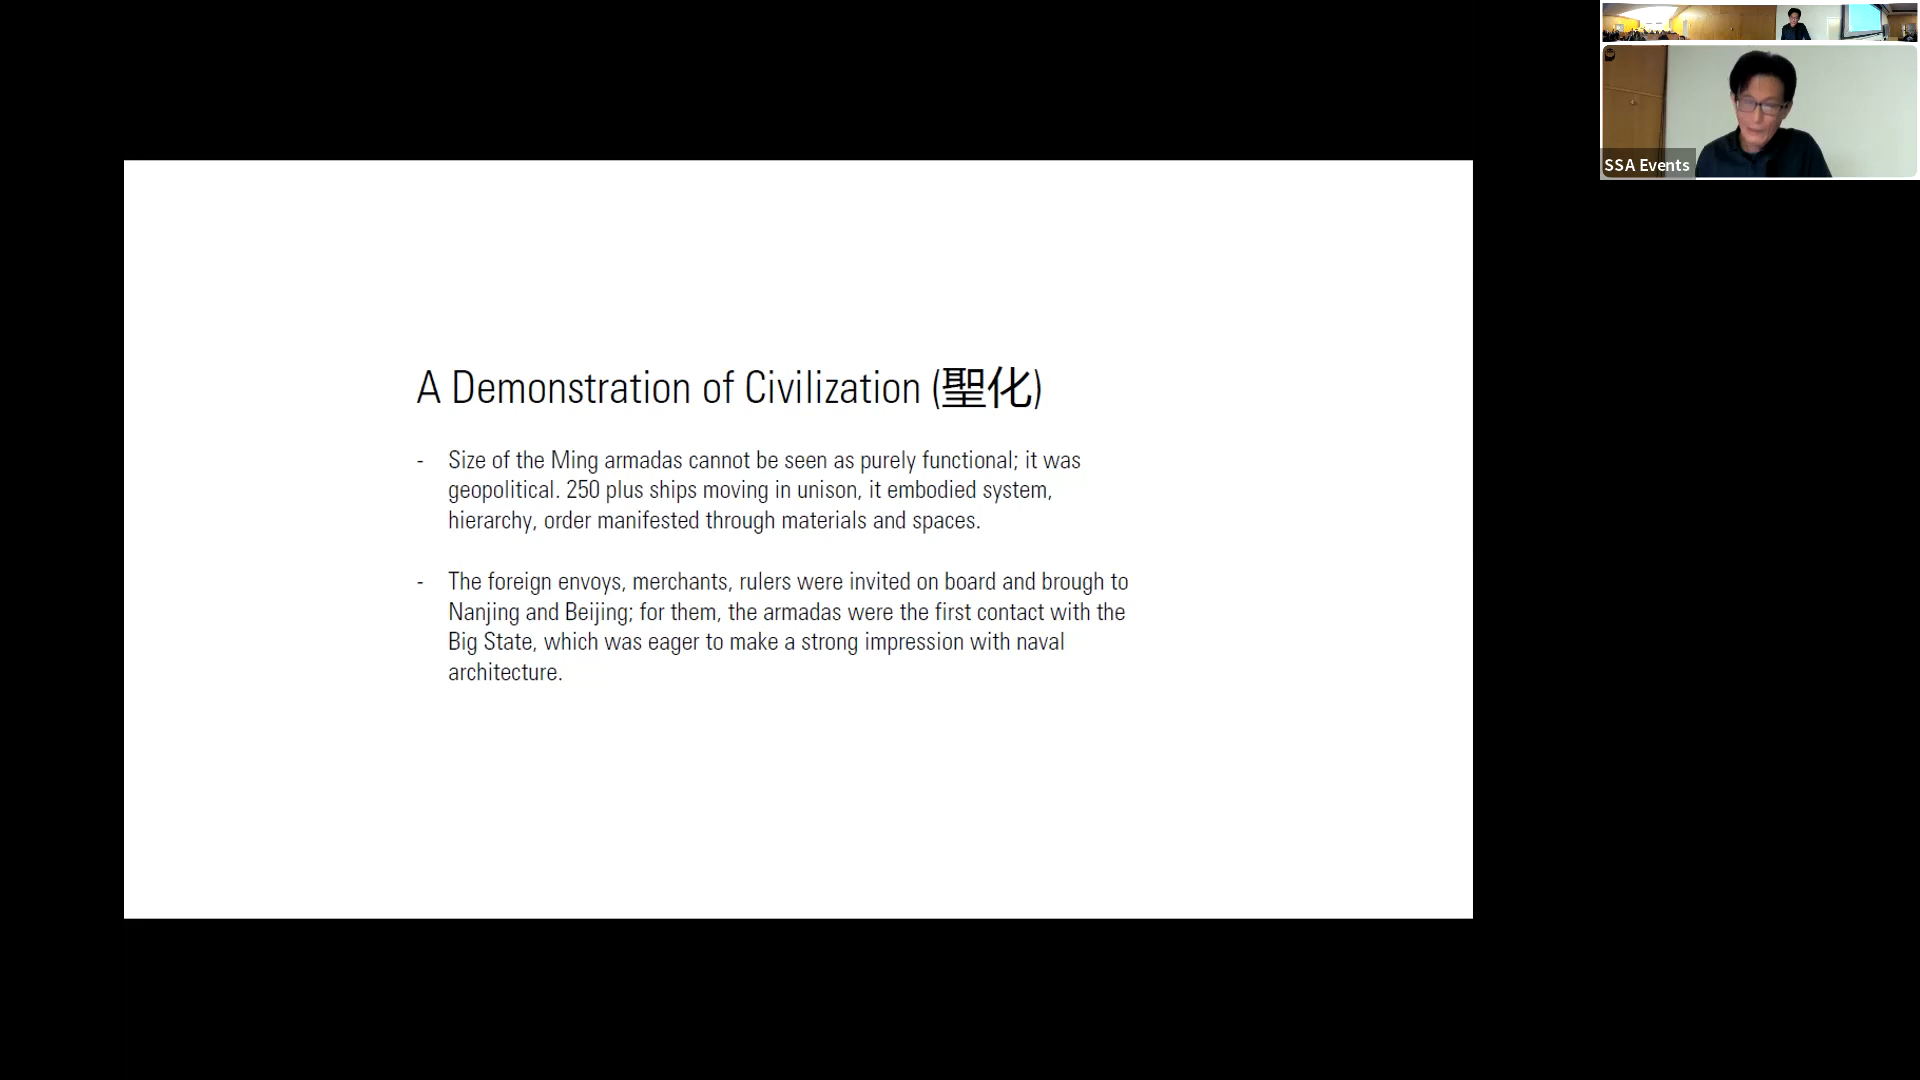 A Demonstration of Civilization (聖化)
- Size of the Ming armadas cannot be seen as purely functional; it was
geopolitical. 250 plus ships moving in unison, it embodied system,
hierarchy, order manifested through materials and spaces.
- The foreign envoys, merchants, rulers were invited on board and brough to
Nanjing and Beijing; for them, the armadas were the first contact with the
Big State, which was eager to make a strong impression with naval
architecture.
SSA Events